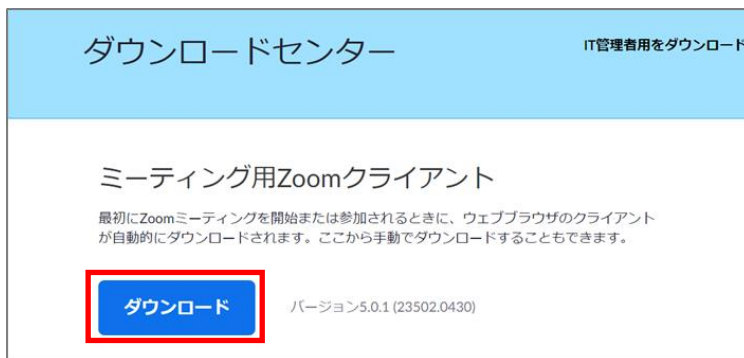 ダウンロードセンター
IT管理者用をダウンロード
ミーティング用Zoomクライアント
最初にZoomミーティングを開始または参加されるときに、ウェブブラウザのクライアント
が自動的にダウンロードされます。ここから手動でダウンロードすることもできます。
ダウンロード
バージョン5.0.1 (23502.0430)